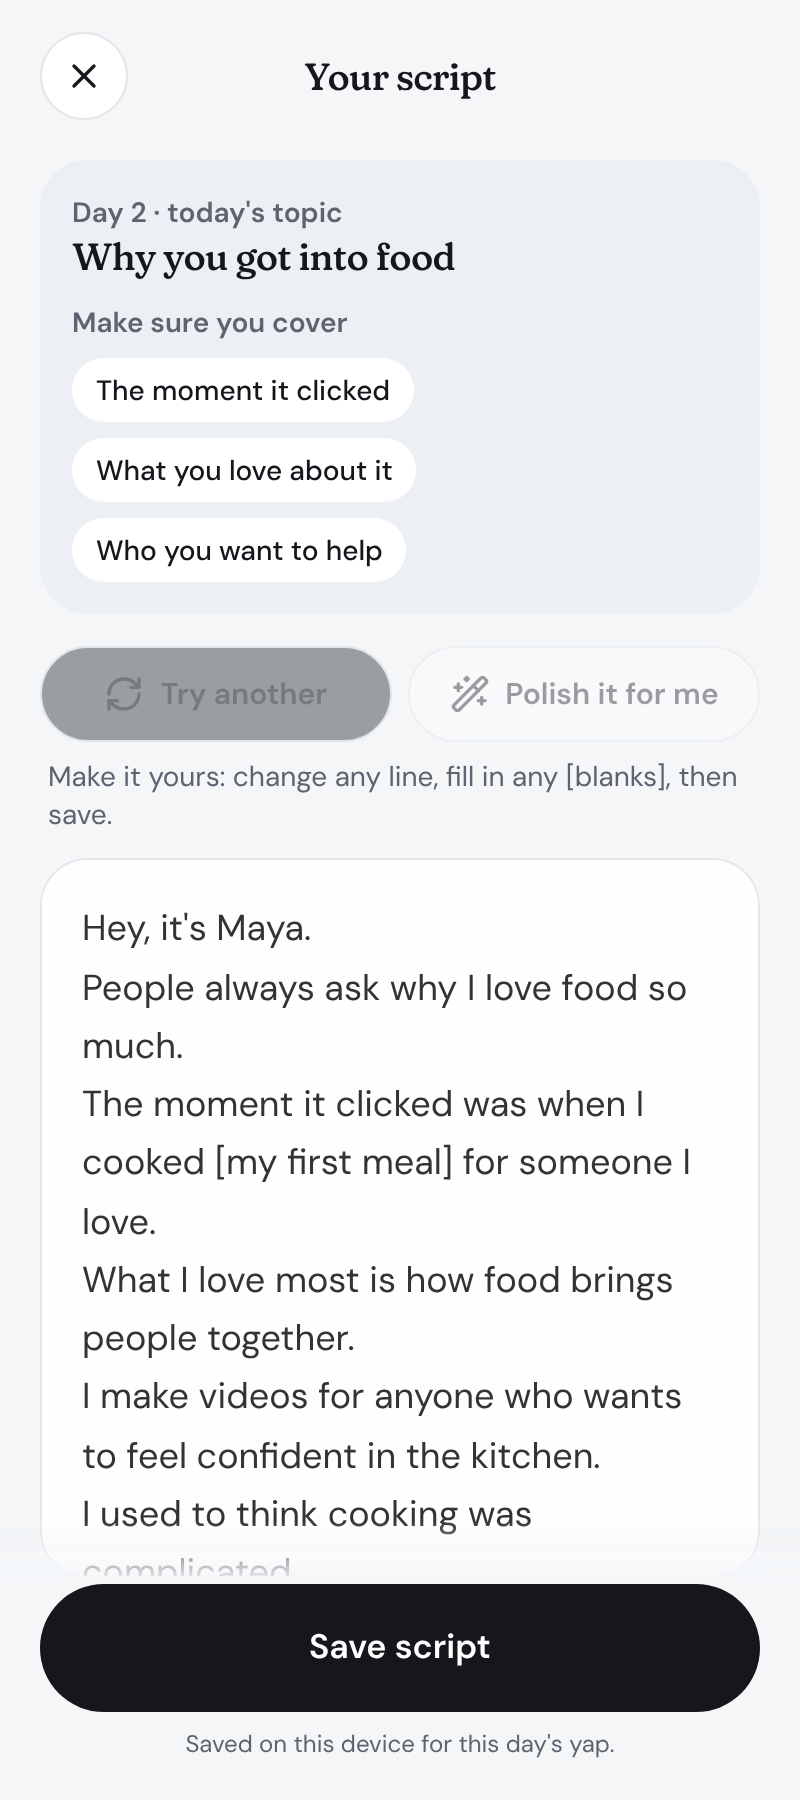 Your script
Day 2 · today's topic
Why you got into food
Make sure you cover
The moment it clicked
What you love about it
Who you want to help
Try another
Polish it for me
Make it yours: change any line, fill in any [blanks], then
save.
Hey, it's Maya.
People always ask why I love food so
much.
The moment it clicked was when I
cooked [my first meal] for someone I
love.
What I love most is how food brings
people together.
I make videos for anyone who wants
to feel confident in the kitchen.
I used to think cooking was
complicated
Save script
Saved on this device for this day's yap.